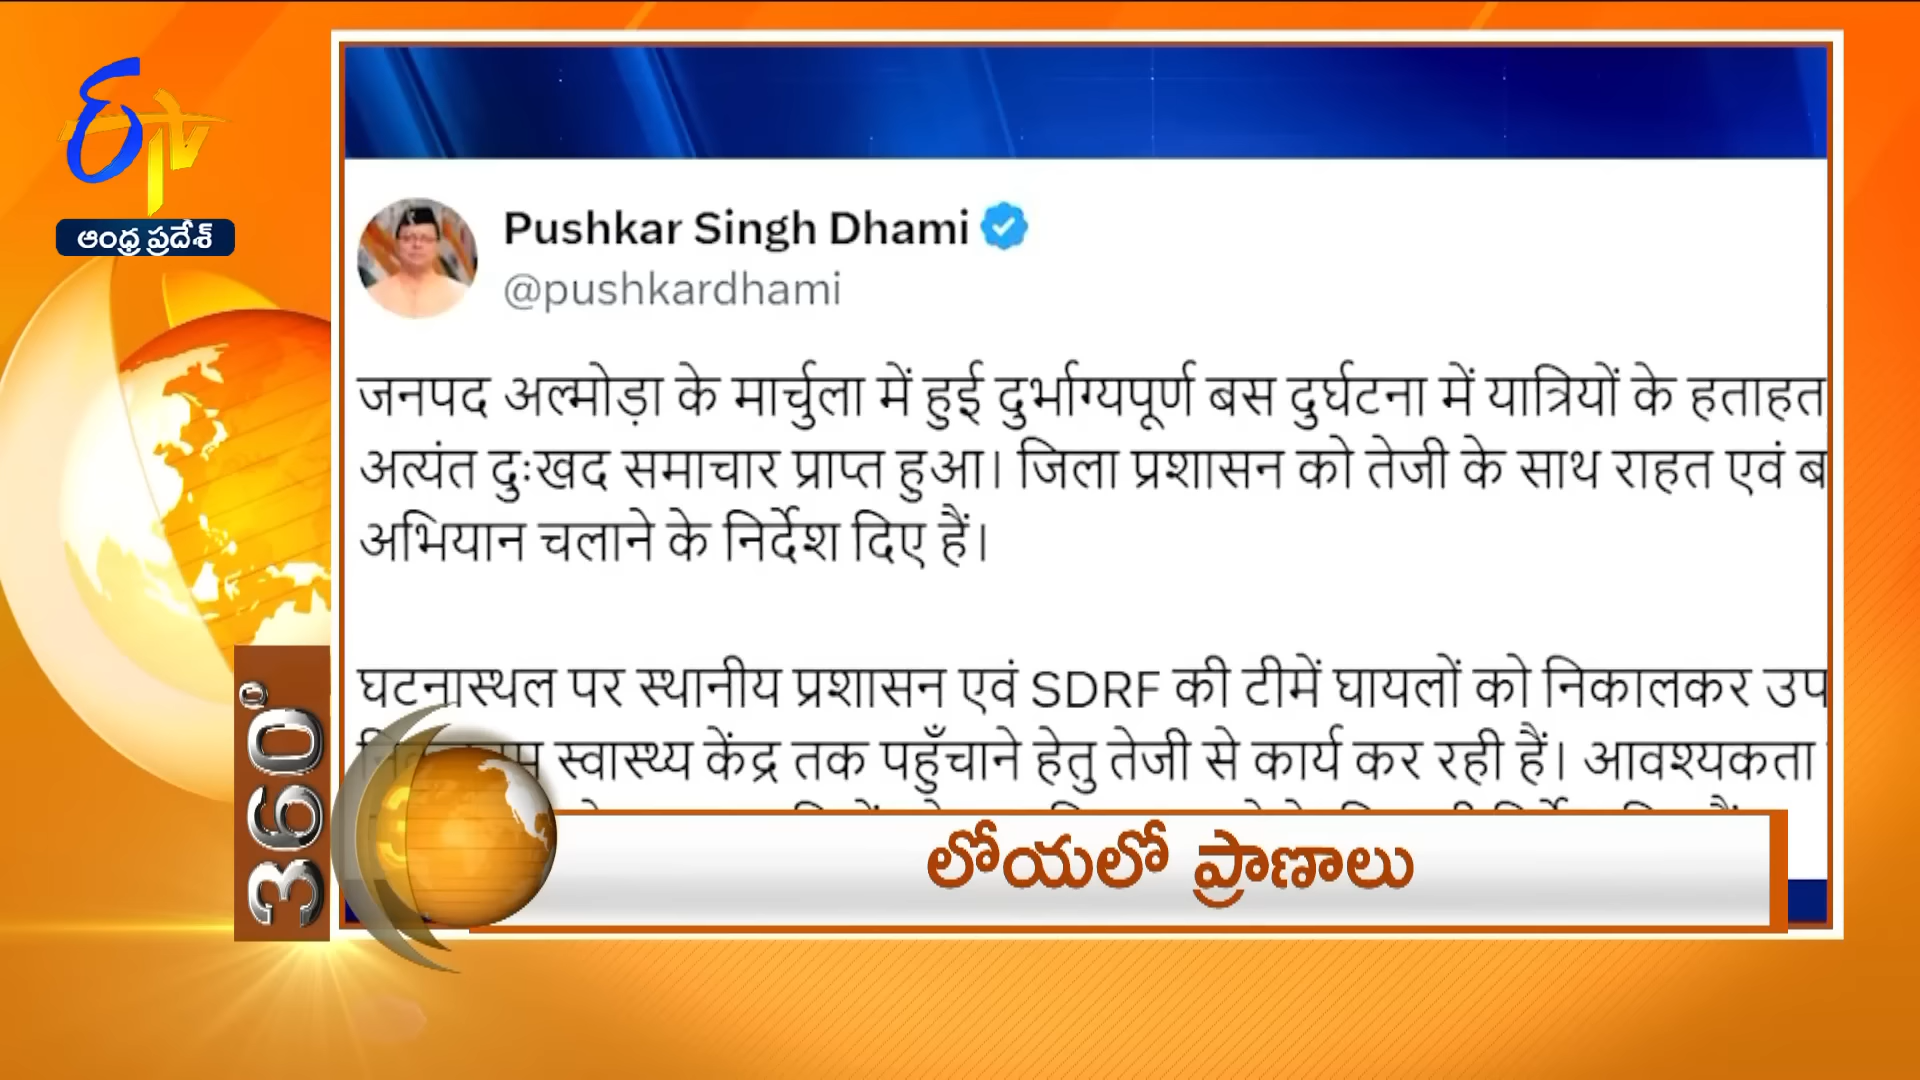 ETV
ఆంధ్ర ప్రదేశ్
Pushkar Singh Dhami
@pushkardhami
जनपद अल्मोड़ा के मार्चुला में हुई दुर्भाग्यपूर्ण बस दुर्घटना में यात्रियों के हताहत
अत्यंत दुःखद समाचार प्राप्त हुआ। जिला प्रशासन को तेजी के साथ राहत एवं ब
अभियान चलाने के निर्देश दिए हैं।
घटनास्थल पर स्थानीय प्रशासन एवं SDRF की टीमें घायलों को निकालकर उप
स्वास्थ्य केंद्र तक पहुँचाने हेतु तेजी से कार्य कर रही हैं। आवश्यकता
360°
లోయలో ప్రాణాలు